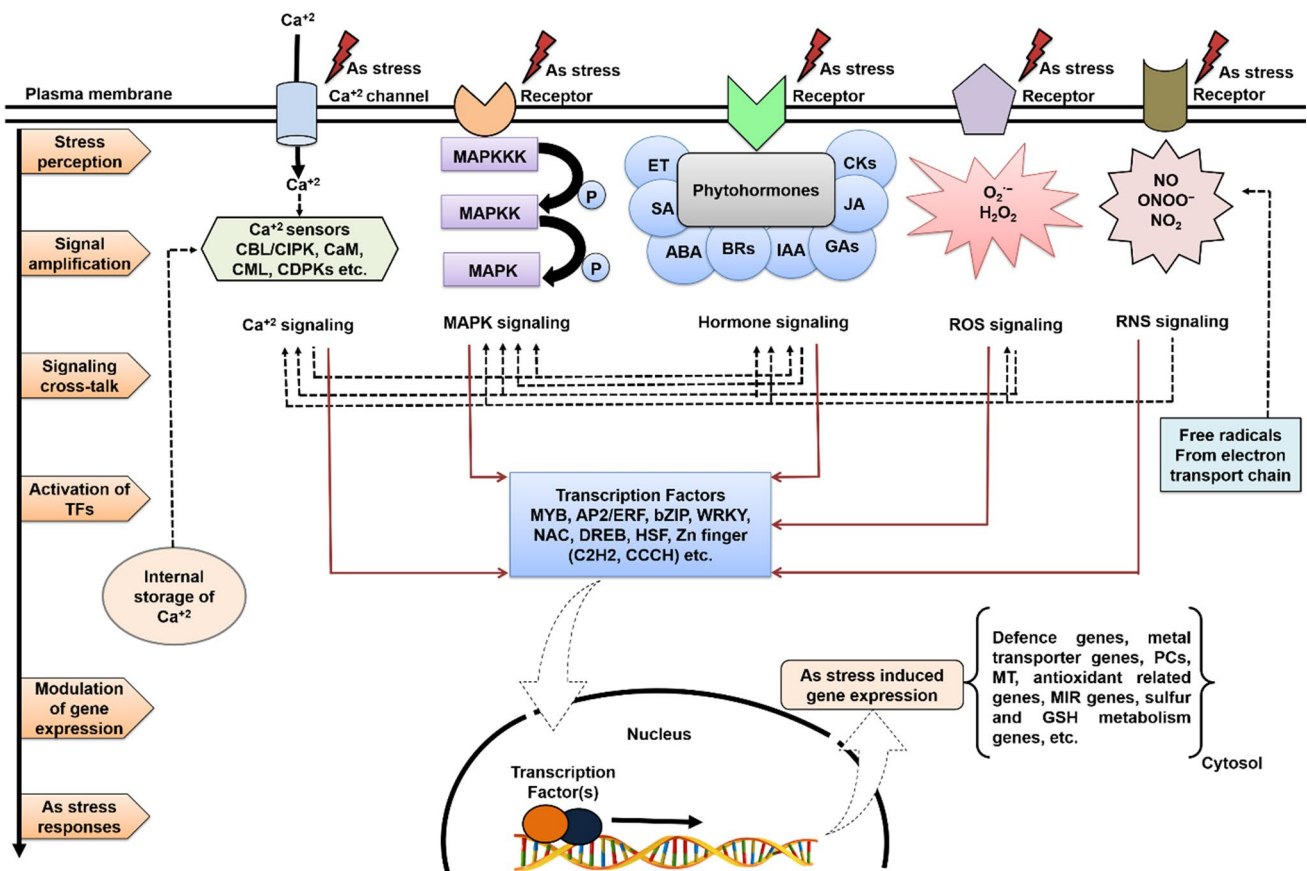 Ca⁺²
As stress
As stress
As stress
As stress
As stress
Plasma membrane
Ca⁺² channel
Receptor
Receptor
Receptor
Receptor
Stress
perception
Signal
amplification
Signaling
cross-talk
Activation of
TFs
Modulation
of gene
expression
As stress
responses
Ca⁺²
Ca⁺² sensors
CBL/CIPK, CaM,
CML, CDPKs etc.
MAPKKK
P
MAPKK
P
MAPK
Phytohormones
ET
SA
ABA
BRs
IAA
GAs
JA
CKs
O₂·⁻
H₂O₂
NO
ONOO⁻
NO₂
Ca⁺² signaling
MAPK signaling
Hormone signaling
ROS signaling
RNS signaling
Free radicals
From electron
transport chain
Internal
storage of
Ca⁺²
Transcription Factors
MYB, AP2/ERF, bZIP, WRKY,
NAC, DREB, HSF, Zn finger
(C2H2, CCCH) etc.
As stress induced
gene expression
Defence genes, metal
transporter genes, PCs,
MT, antioxidant related
genes, MIR genes, sulfur
and GSH metabolism
genes, etc.
Cytosol
Nucleus
Transcription
Factor(s)